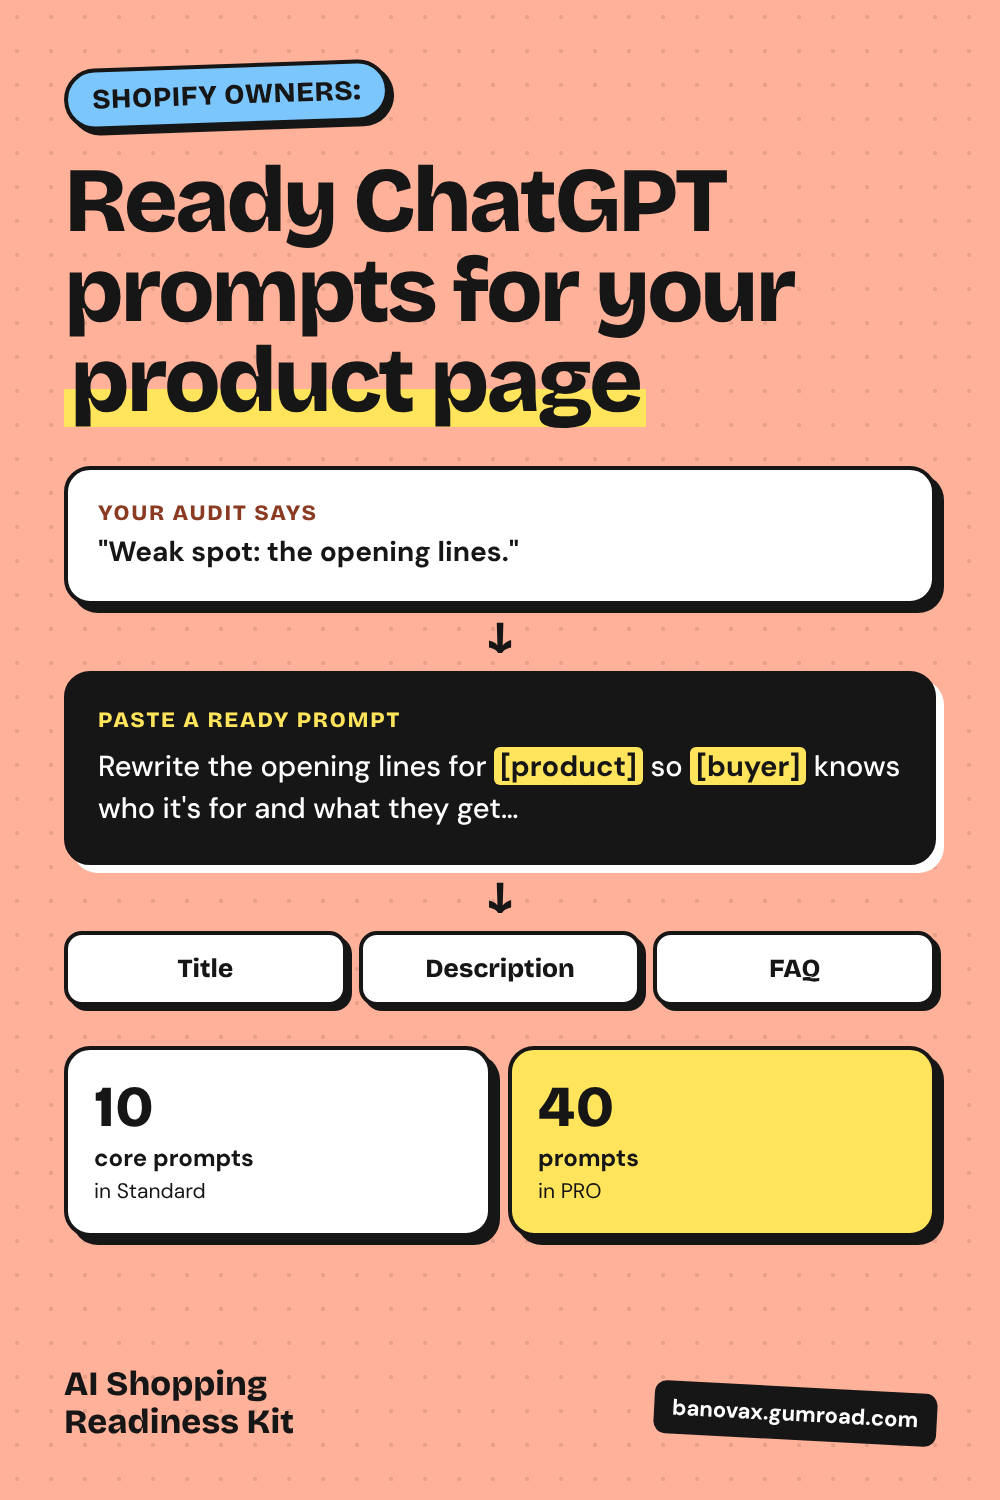 SHOPIFY OWNERS:
Ready ChatGPT
prompts for your
product page
YOUR AUDIT SAYS
"Weak spot: the opening lines."
↓
PASTE A READY PROMPT
Rewrite the opening lines for [product] so [buyer] knows
who it's for and what they get...
↓
Title
Description
FAQ
10
core prompts
in Standard
40
prompts
in PRO
AI Shopping
Readiness Kit
banovax.gumroad.com